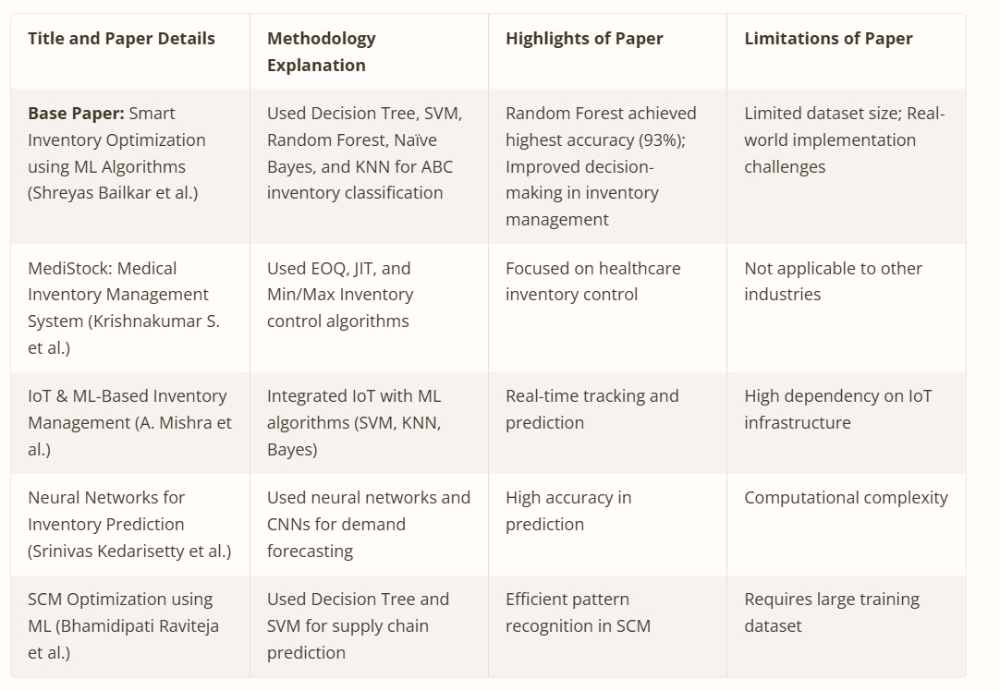 Title and Paper Details
Methodology
Explanation
Highlights of Paper
Limitations of Paper
Base Paper: Smart
Inventory Optimization
using ML Algorithms
(Shreyas Bailkar et al.)
Used Decision Tree, SVM,
Random Forest, Naïve
Bayes, and KNN for ABC
inventory classification
Random Forest achieved
highest accuracy (93%);
Improved decision-
making in inventory
management
Limited dataset size; Real-
world implementation
challenges
MediStock: Medical
Inventory Management
System (Krishnakumar S.
et al.)
Used EOQ, JIT, and
Min/Max Inventory
control algorithms
Focused on healthcare
inventory control
Not applicable to other
industries
IoT & ML-Based Inventory
Management (A. Mishra et
al.)
Integrated IoT with ML
algorithms (SVM, KNN,
Bayes)
Real-time tracking and
prediction
High dependency on IoT
infrastructure
Neural Networks for
Inventory Prediction
(Srinivas Kedarisetty et al.)
Used neural networks and
CNNs for demand
forecasting
High accuracy in
prediction
Computational complexity
SCM Optimization using
ML (Bhamidipati Raviteja
et al.)
Used Decision Tree and
SVM for supply chain
prediction
Efficient pattern
recognition in SCM
Requires large training
dataset